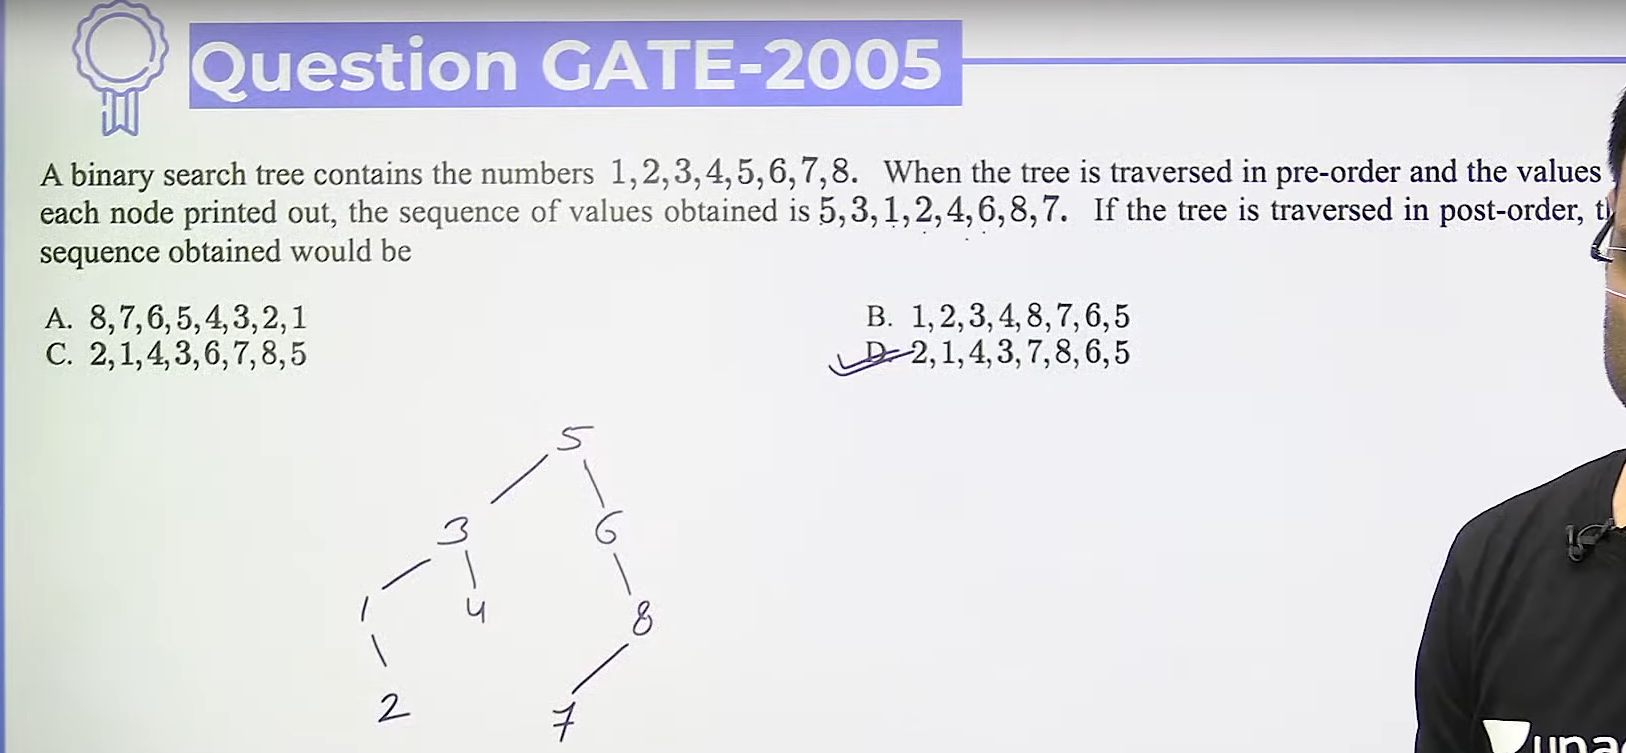 Question GATE-2005
A binary search tree contains the numbers 1,2,3,4,5,6,7,8. When the tree is traversed in pre-order and the values
each node printed out, the sequence of values obtained is 5,3,1,2,4,6,8,7. If the tree is traversed in post-order,
sequence obtained would be
A. 8,7,6,5,4,3,2,1
B. 1,2,3,4,8,7,6,5
C. 2,1,4,3,6,7,8,5
D. 2,1,4,3,7,8,6,5
5
3 6
1 4 8
2 7